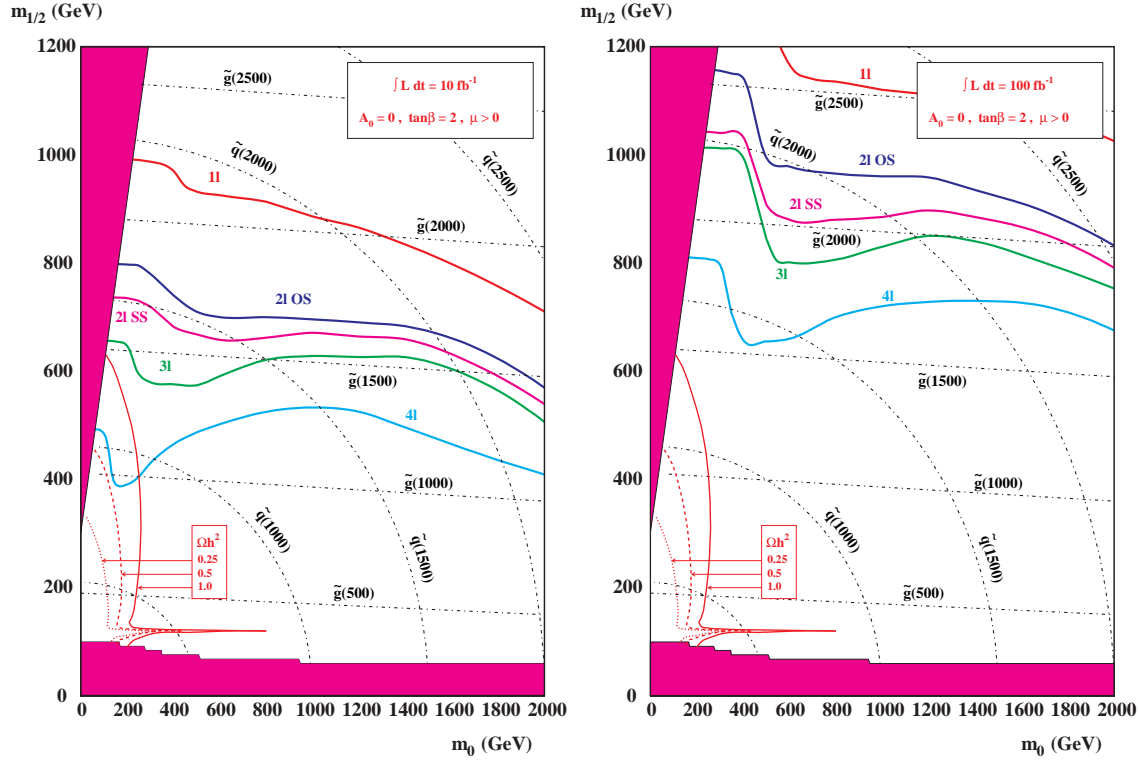 m1/2 (GeV)
1200
1000
800
600
400
200
0
0 200 400 600 800 1000 1200 1400 1600 1800 2000
m0 (GeV)
∫ L dt = 10 fb-1
A0 = 0 , tanβ = 2 , μ > 0
g̃(2500)
q̃(2000)
q̃(2500)
1l
g̃(2000)
2l OS
2l SS
3l
g̃(1500)
4l
g̃(1000)
q̃(1000)
q̃(1500)
Ωh2
0.25
0.5
1.0
g̃(500)
m1/2 (GeV)
1200
1000
800
600
400
200
0
0 200 400 600 800 1000 1200 1400 1600 1800 2000
m0 (GeV)
1l
∫ L dt = 100 fb-1
A0 = 0 , tanβ = 2 , μ > 0
g̃(2500)
q̃(2000)
2l OS
q̃(2500)
2l SS
g̃(2000)
3l
4l
g̃(1500)
g̃(1000)
q̃(1000)
q̃(1500)
Ωh2
0.25
0.5
1.0
g̃(500)